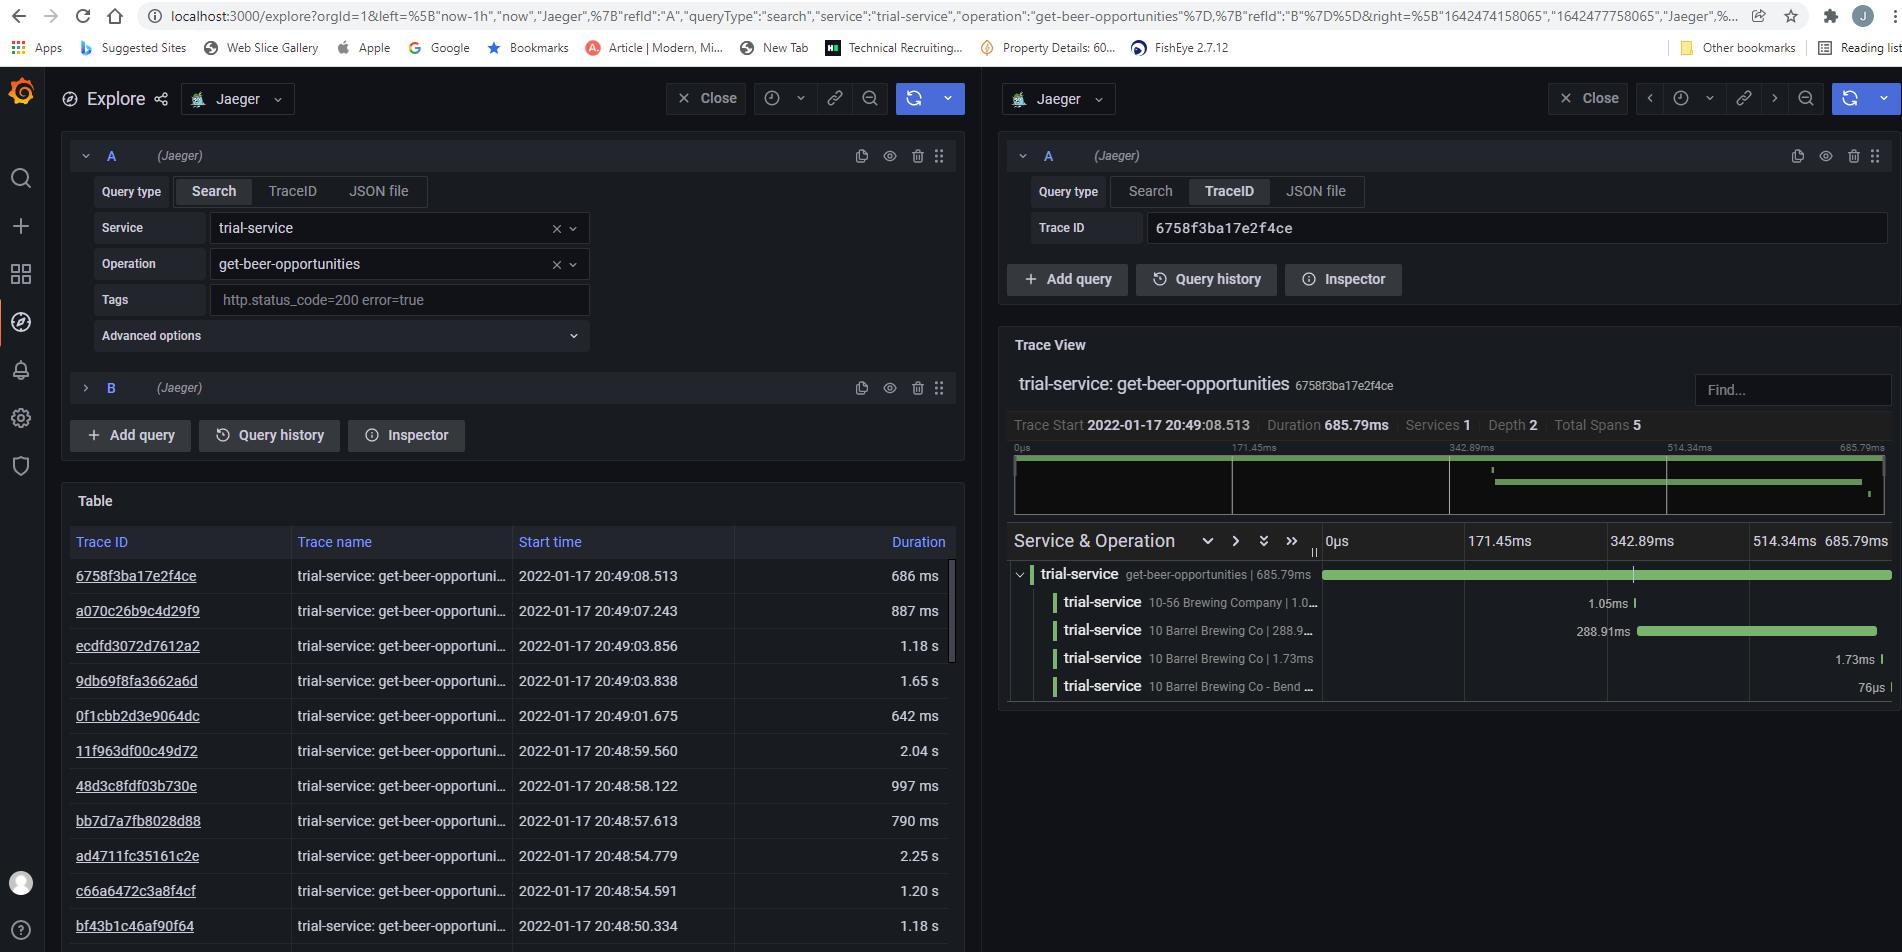 localhost:3000/explore?orgId=1&left=%5B"now-1h","now","Jaeger",%7B"refId":"A","queryType":"search","service":"trial-service","operation":"get-beer-opportunities"%7D,%7B"refId":"B"%7D%5D&right=%5B"1642474158065","1642477758065","Jaeger",%...
J
Apps Suggested Sites Web Slice Gallery Apple Google Bookmarks Article | Modern, Mi... New Tab Technical Recruiting... Property Details: 60... FishEye 2.7.12 Other bookmarks Reading list
Explore Jaeger Close
A (Jaeger)
Query type Search TraceID JSON file
Service trial-service
Operation get-beer-opportunities
Tags http.status_code=200 error=true
Advanced options
B (Jaeger)
+ Add query Query history Inspector
Table
Trace ID Trace name Start time Duration
6758f3ba17e2f4ce trial-service: get-beer-opportuni... 2022-01-17 20:49:08.513 686 ms
a070c26b9c4d29f9 trial-service: get-beer-opportuni... 2022-01-17 20:49:07.243 887 ms
ecdfd3072d7612a2 trial-service: get-beer-opportuni... 2022-01-17 20:49:03.856 1.18 s
9db69f8fa3662a6d trial-service: get-beer-opportuni... 2022-01-17 20:49:03.838 1.65 s
0f1cbb2d3e9064dc trial-service: get-beer-opportuni... 2022-01-17 20:49:01.675 642 ms
11f963df00c49d72 trial-service: get-beer-opportuni... 2022-01-17 20:48:59.560 2.04 s
48d3c8fdf03b730e trial-service: get-beer-opportuni... 2022-01-17 20:48:58.122 997 ms
bb7d7a7fb8028d88 trial-service: get-beer-opportuni... 2022-01-17 20:48:57.613 790 ms
ad4711fc35161c2e trial-service: get-beer-opportuni... 2022-01-17 20:48:54.779 2.25 s
c66a6472c3a8f4cf trial-service: get-beer-opportuni... 2022-01-17 20:48:54.591 1.20 s
bf43b1c46af90f64 trial-service: get-beer-opportuni... 2022-01-17 20:48:50.334 1.18 s
Jaeger Close
A (Jaeger)
Query type Search TraceID JSON file
Trace ID 6758f3ba17e2f4ce
+ Add query Query history Inspector
Trace View
trial-service: get-beer-opportunities 6758f3ba17e2f4ce Find...
Trace Start 2022-01-17 20:49:08.513 Duration 685.79ms Services 1 Depth 2 Total Spans 5
0μs 171.45ms 342.89ms 514.34ms 685.79ms
Service & Operation 0μs 171.45ms 342.89ms 514.34ms 685.79ms
trial-service get-beer-opportunities | 685.79ms
trial-service 10-56 Brewing Company | 1.0... 1.05ms
trial-service 10 Barrel Brewing Co | 288.9... 288.91ms
trial-service 10 Barrel Brewing Co | 1.73ms 1.73ms
trial-service 10 Barrel Brewing Co - Bend ... 76μs